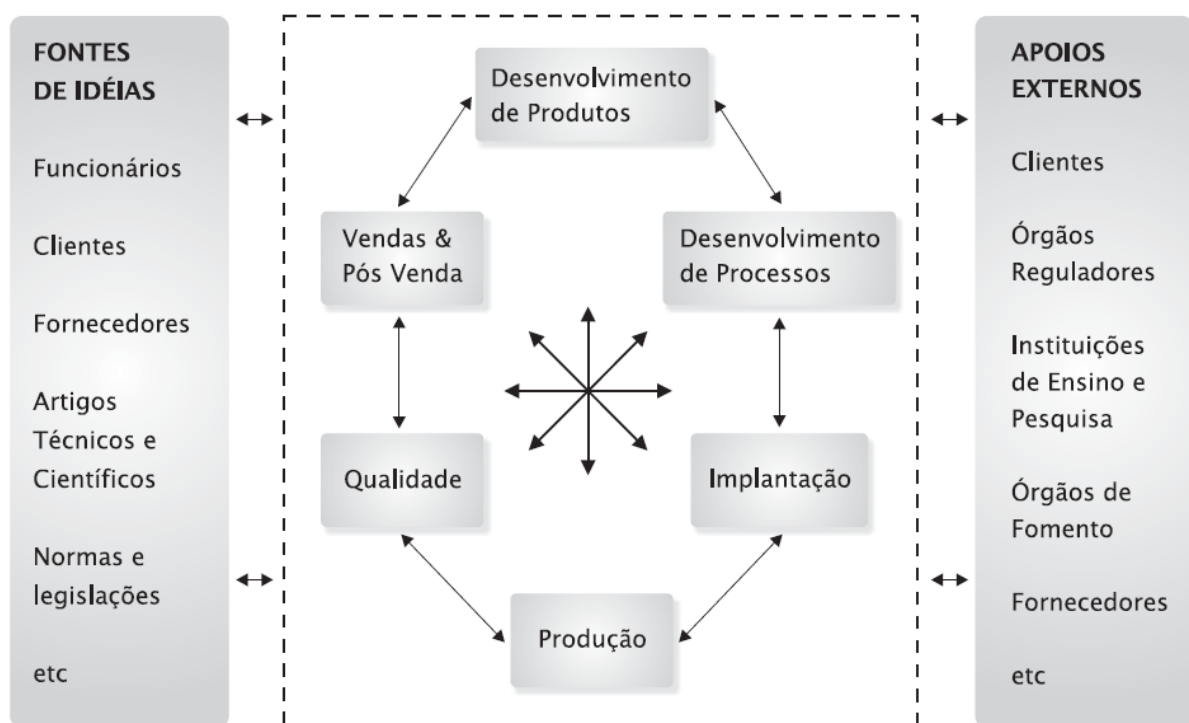 FONTES
DE IDÉIAS
Funcionários
Clientes
Fornecedores
Artigos
Técnicos e
Científicos
Normas e
legislações
etc
Desenvolvimento
de Produtos
Vendas &
Pós Venda
Desenvolvimento
de Processos
Qualidade
Implantação
Produção
APOIOS
EXTERNOS
Clientes
Órgãos
Reguladores
Instituições
de Ensino e
Pesquisa
Órgãos de
Fomento
Fornecedores
etc